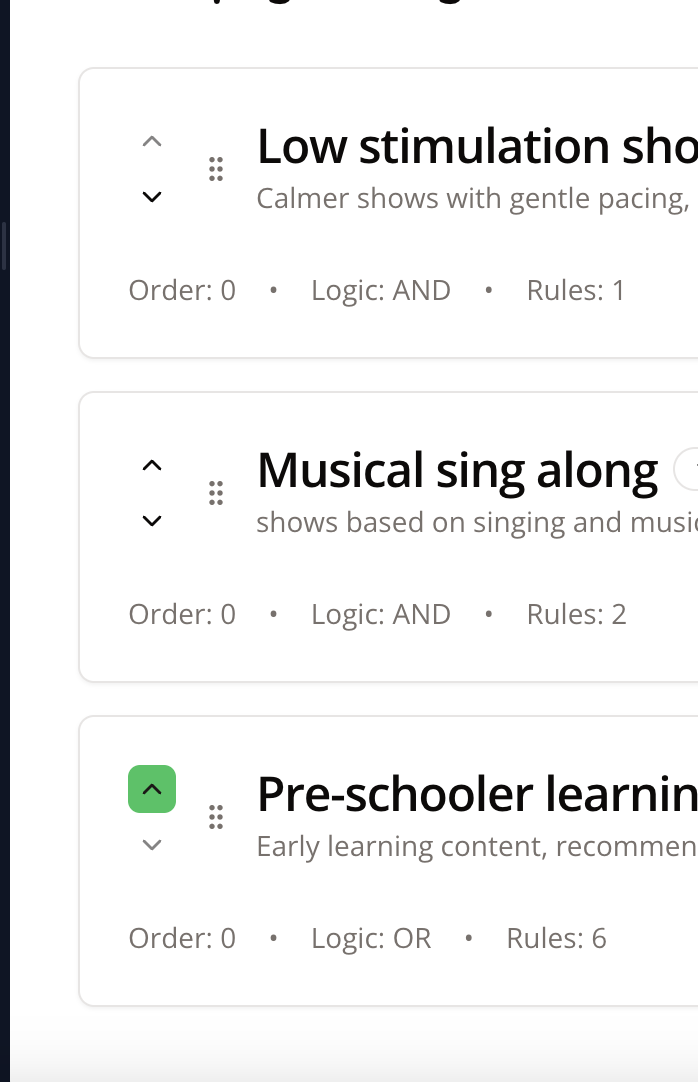 Low stimulation sho
Calmer shows with gentle pacing,
Order: 0 • Logic: AND • Rules: 1
Musical sing along
shows based on singing and music
Order: 0 • Logic: AND • Rules: 2
Pre-schooler learnin
Early learning content, recommen
Order: 0 • Logic: OR • Rules: 6